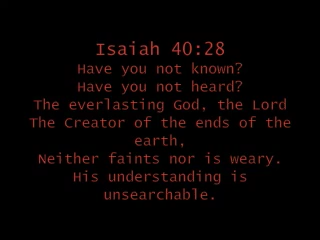 Isaiah 40:28
Have you not known?
Have you not heard?
The everlasting God, the Lord
The Creator of the ends of the
earth,
Neither faints nor is weary.
His understanding is
unsearchable.